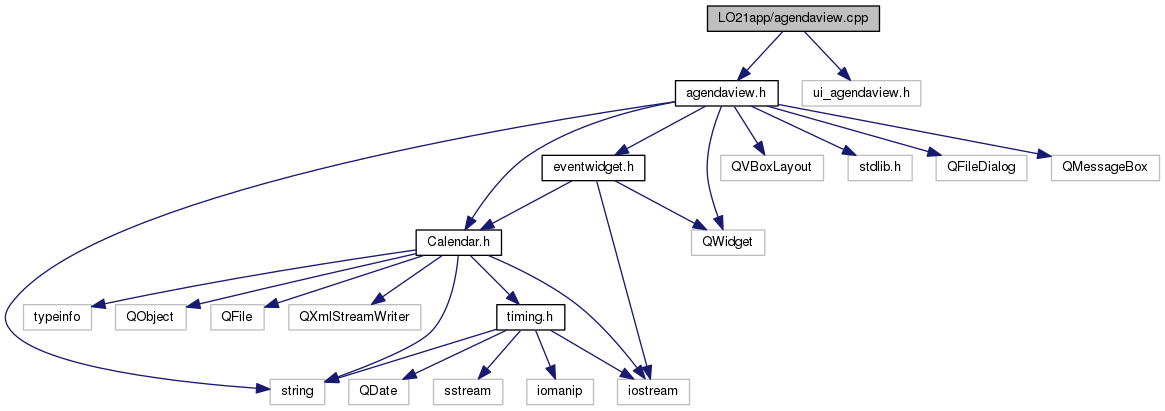 LO21app/agendaview.cpp
agendaview.h
ui_agendaview.h
eventwidget.h
QVBoxLayout
stdlib.h
QFileDialog
QMessageBox
Calendar.h
QWidget
typeinfo
QObject
QFile
QXmlStreamWriter
timing.h
string
QDate
sstream
iomanip
iostream